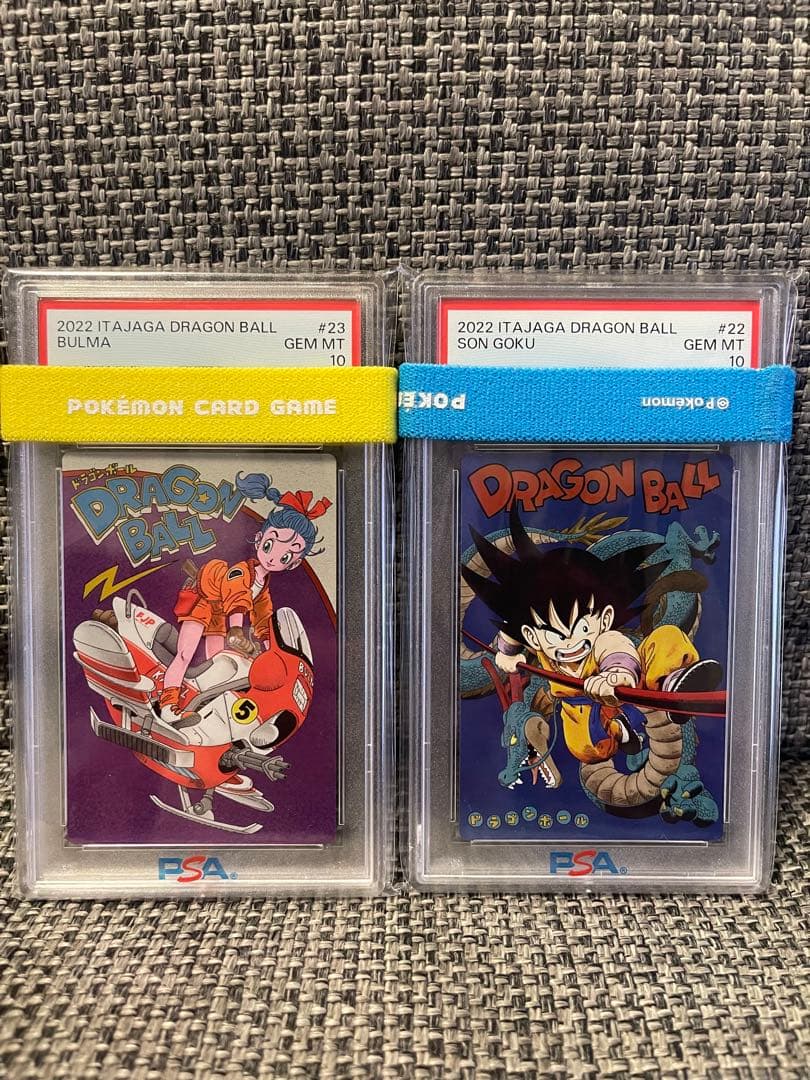 2022 ITAJAGA DRAGON BALL #23
BULMA GEM MT
10
POKÉMON CARD GAME
ドラゴンボール
DRAGON
BALL
5
PSA
2022 ITAJAGA DRAGON BALL #22
SON GOKU GEM MT
10
POKÉ
©Pokémon
DRAGON BALL
ドラゴンボール
PSA